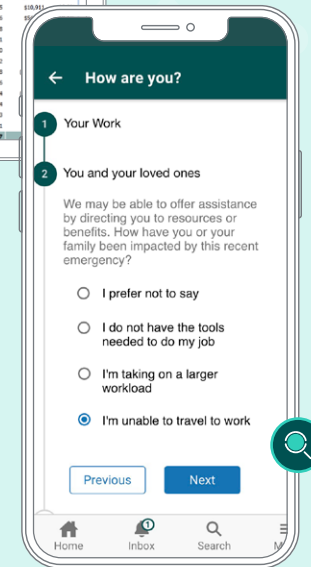 $10,911
How are you?
1 Your Work
2 You and your loved ones
We may be able to offer assistance
by directing you to resources or
benefits. How have you or your
family been impacted by this recent
emergency?
I prefer not to say
I do not have the tools
needed to do my job
I'm taking on a larger
workload
I'm unable to travel to work
Previous Next
1
Home Inbox Search